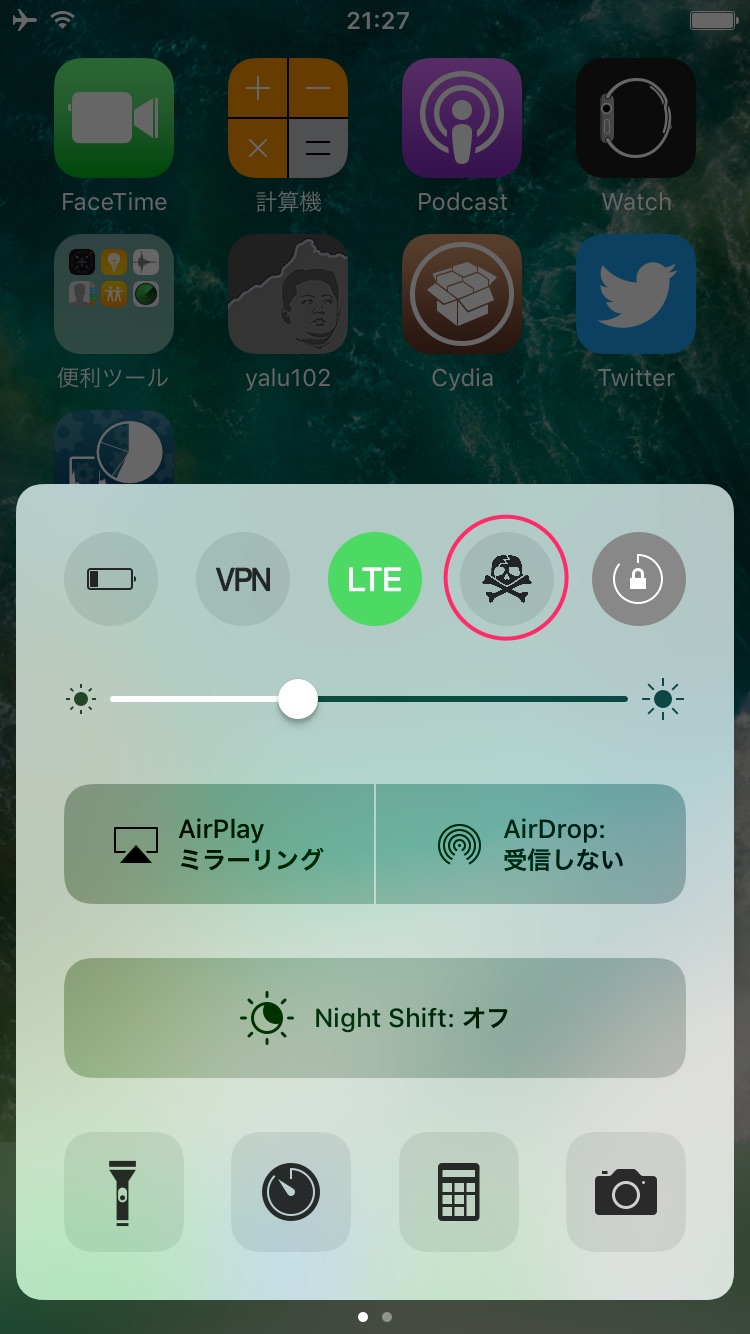 21:27
FaceTime
計算機
Podcast
Watch
便利ツール
yalu102
Cydia
Twitter
VPN
LTE
AirPlay
ミラーリング
AirDrop:
受信しない
Night Shift: オフ